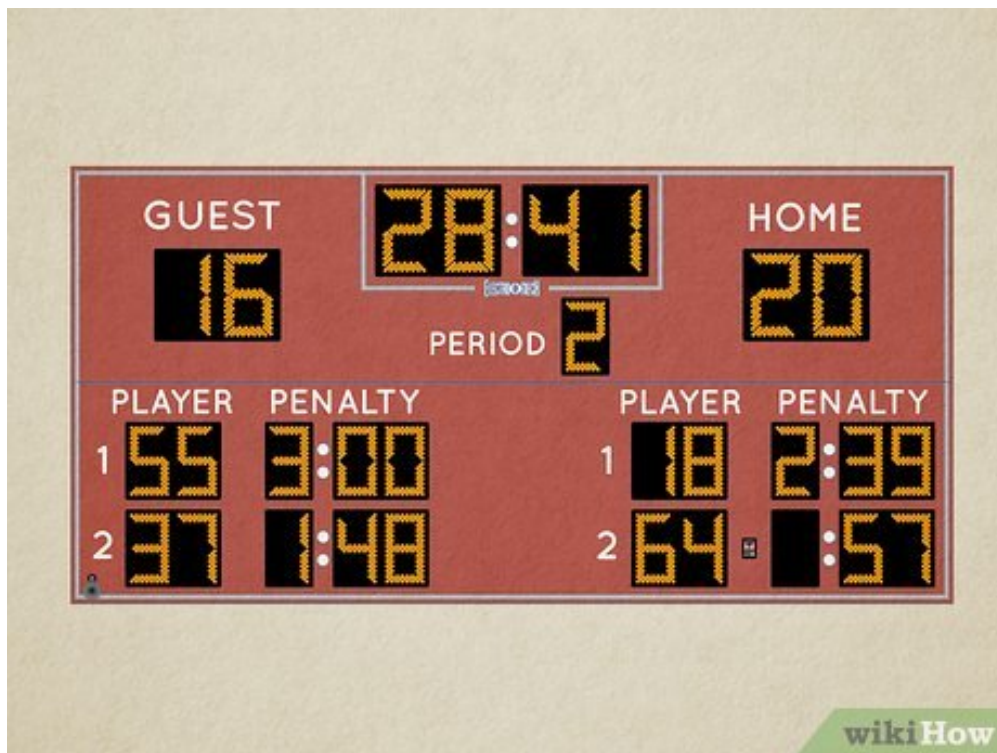 GUEST 28:41 HOME
16 20
PERIOD 2
PLAYER PENALTY PLAYER PENALTY
1 55 3:00 1 18 2:39
2 37 1:48 2 64 :57
wikiHow